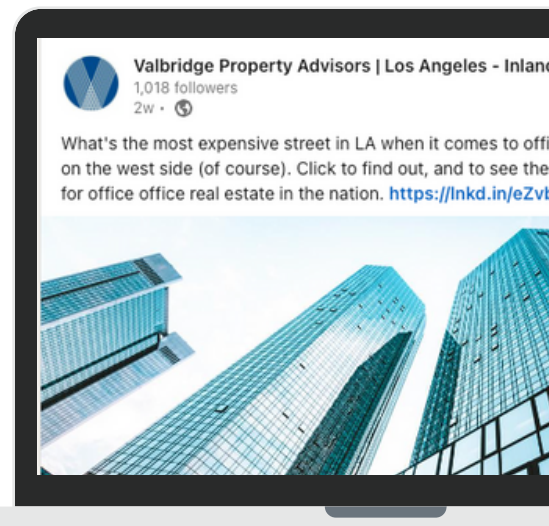 Valbridge Property Advisors | Los Angeles - Inland
1,018 followers
2w •
What's the most expensive street in LA when it comes to offi
on the west side (of course). Click to find out, and to see the
for office office real estate in the nation. https://lnkd.in/eZvb